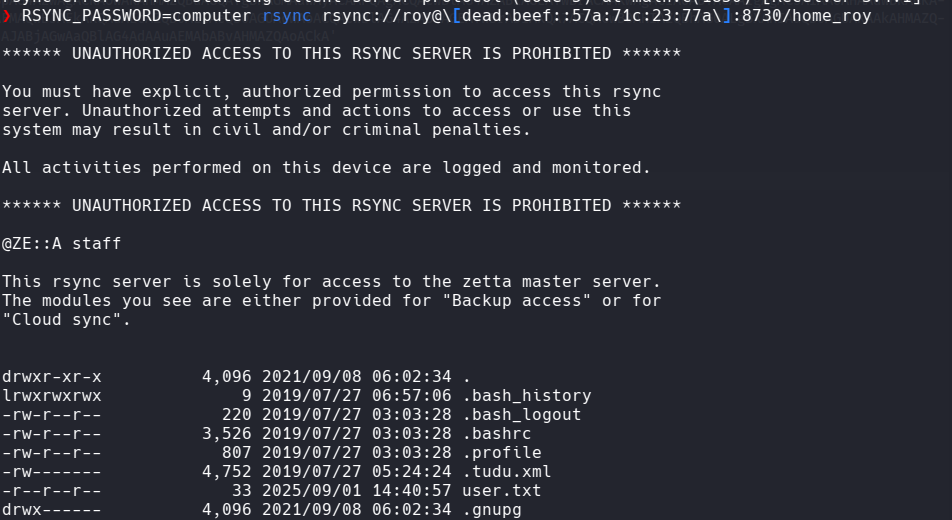 ❯ RSYNC_PASSWORD=computer rsync rsync://roy@\[dead:beef::57a:71c:23:77a\]:8730/home_roy
****** UNAUTHORIZED ACCESS TO THIS RSYNC SERVER IS PROHIBITED ******
You must have explicit, authorized permission to access this rsync
server. Unauthorized attempts and actions to access or use this
system may result in civil and/or criminal penalties.
All activities performed on this device are logged and monitored.
****** UNAUTHORIZED ACCESS TO THIS RSYNC SERVER IS PROHIBITED ******
@ZE::A staff
This rsync server is solely for access to the zetta master server.
The modules you see are either provided for "Backup access" or for
"Cloud sync".
drwxr-xr-x 4,096 2021/09/08 06:02:34 .
lrwxrwxrwx 9 2019/07/27 06:57:06 .bash_history
-rw-r--r-- 220 2019/07/27 03:03:28 .bash_logout
-rw-r--r-- 3,526 2019/07/27 03:03:28 .bashrc
-rw-r--r-- 807 2019/07/27 03:03:28 .profile
-rw------- 4,752 2019/07/27 05:24:24 .tudu.xml
-r--r--r-- 33 2025/09/01 14:40:57 user.txt
drwx------ 4,096 2021/09/08 06:02:34 .gnupg